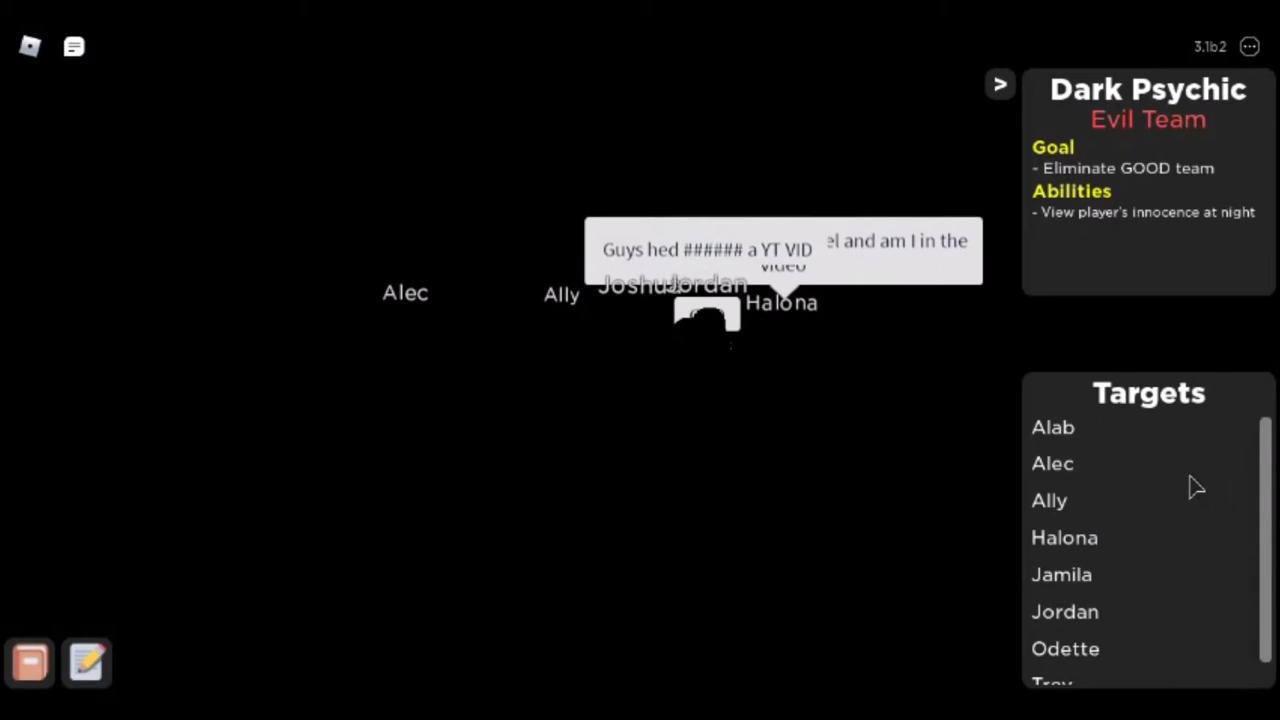 3.1b2
>
Dark Psychic
Evil Team
Goal
- Eliminate GOOD team
Abilities
- View player's innocence at night
Guys hed ###### a YT VID
el and am I in the
video
Alec
Ally
Jordan
Halona
Targets
Alab
Alec
Ally
Halona
Jamila
Jordan
Odette